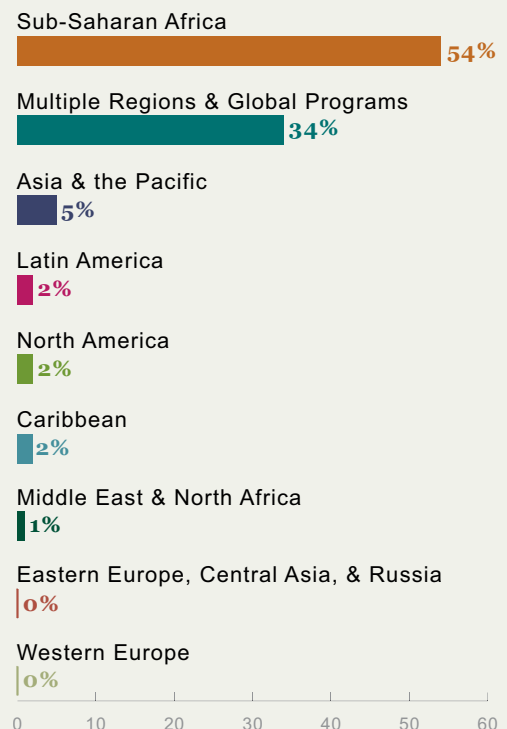 Sub-Saharan Africa
54%
Multiple Regions & Global Programs
34%
Asia & the Pacific
5%
Latin America
2%
North America
2%
Caribbean
2%
Middle East & North Africa
1%
Eastern Europe, Central Asia, & Russia
0%
Western Europe
0%
0 10 20 30 40 50 60